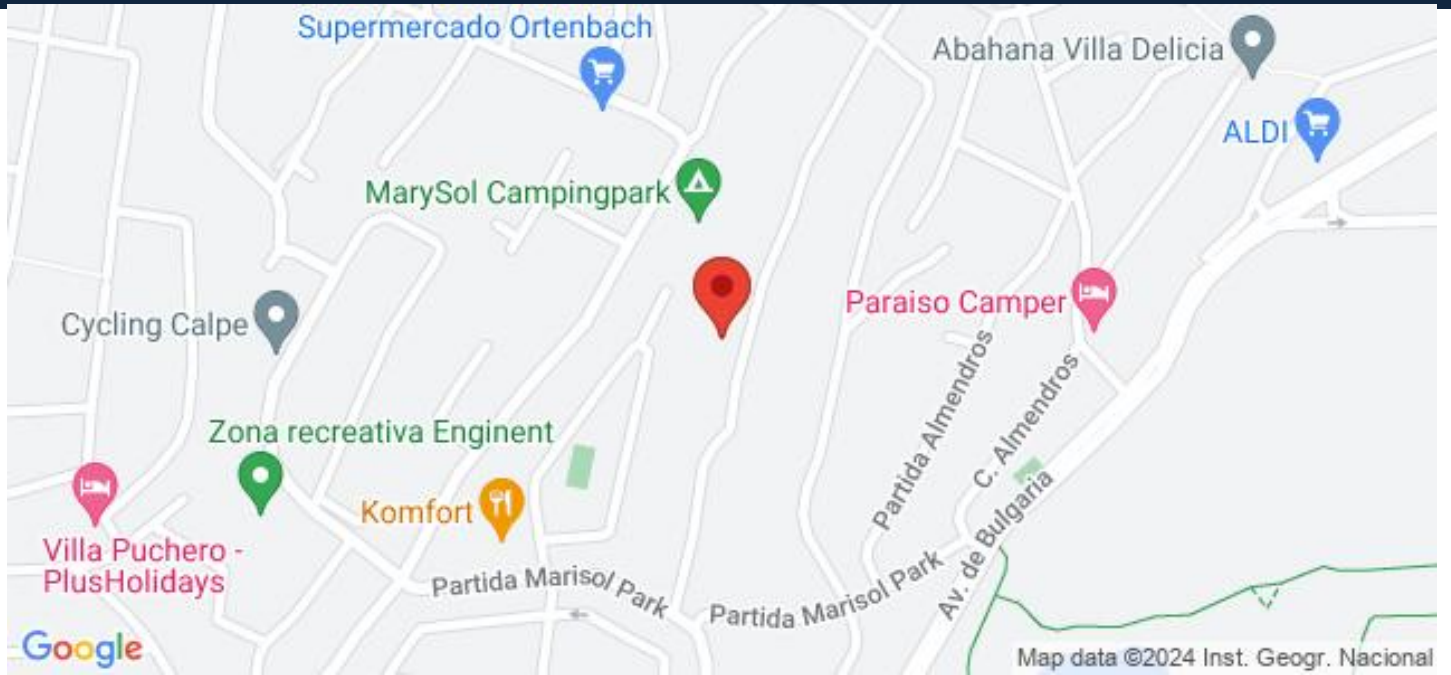 Supermercado Ortenbach
Abahana Villa Delicia
ALDI
MarySol Campingpark
Paraiso Camper
Cycling Calpe
Partida Almendros
C. Almendros
Zona recreativa Enginent
Komfort
Av. de Bulgaria
Villa Puchero -
PlusHolidays
Partida Marisol Park
Partida Marisol Park
Google
Map data ©2024 Inst. Geogr. Nacional